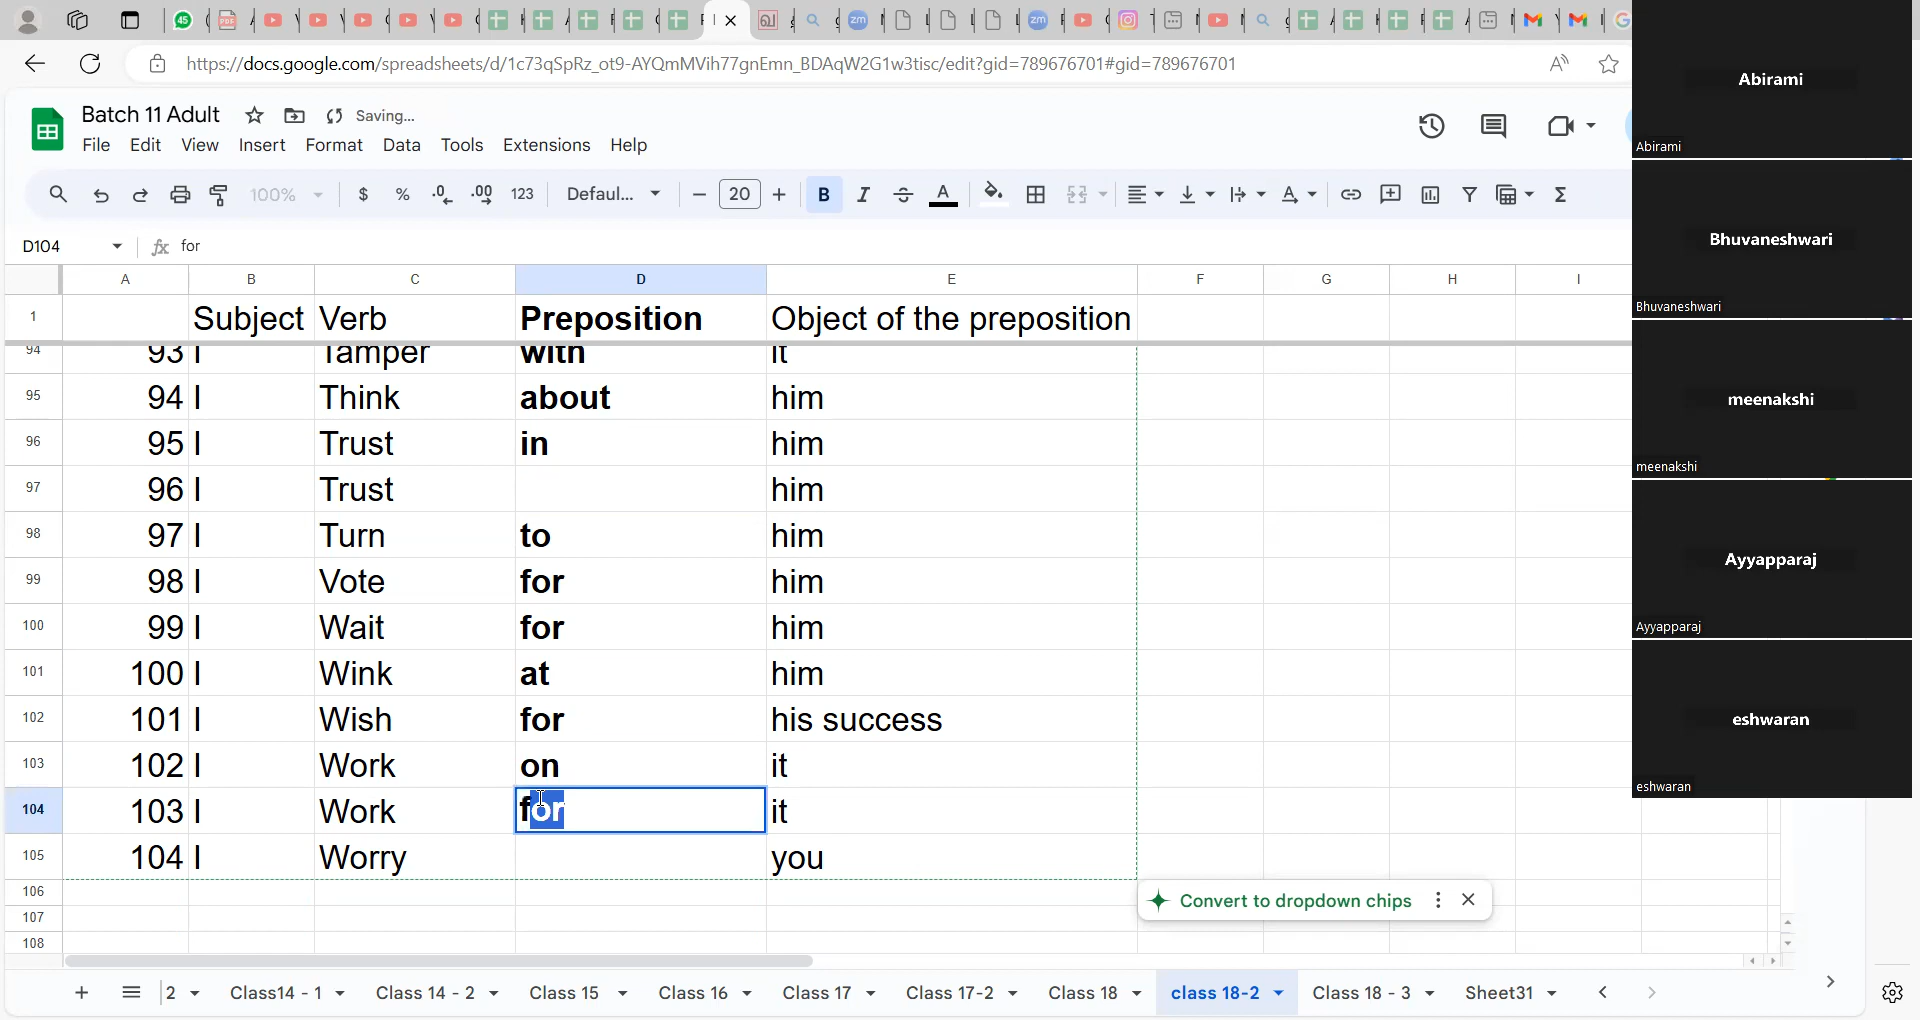 https://docs.google.com/spreadsheets/d/1c73qSpRz_ot9-AYQmMVih77gnEmn_BDAqW2G1w3tisc/edit?gid=789676701#gid=789676701
Batch 11 Adult Saving...
File Edit View Insert Format Data Tools Extensions Help
100% $ % .0 .00 123 Defaul... 20 B I A
D104 fx for
A B C D E F G H I
1 Subject Verb Preposition Object of the preposition
94 93 I Tamper with it
95 94 I Think about him
96 95 I Trust in him
97 96 I Trust him
98 97 I Turn to him
99 98 I Vote for him
100 99 I Wait for him
101 100 I Wink at him
102 101 I Wish for his success
103 102 I Work on it
104 103 I Work for it
105 104 I Worry you
106
107
108
Convert to dropdown chips
2 Class14 - 1 Class 14 - 2 Class 15 Class 16 Class 17 Class 17-2 Class 18 class 18-2 Class 18 - 3 Sheet31
Abirami
Abirami
Bhuvaneshwari
Bhuvaneshwari
meenakshi
meenakshi
Ayyapparaj
Ayyapparaj
eshwaran
eshwaran